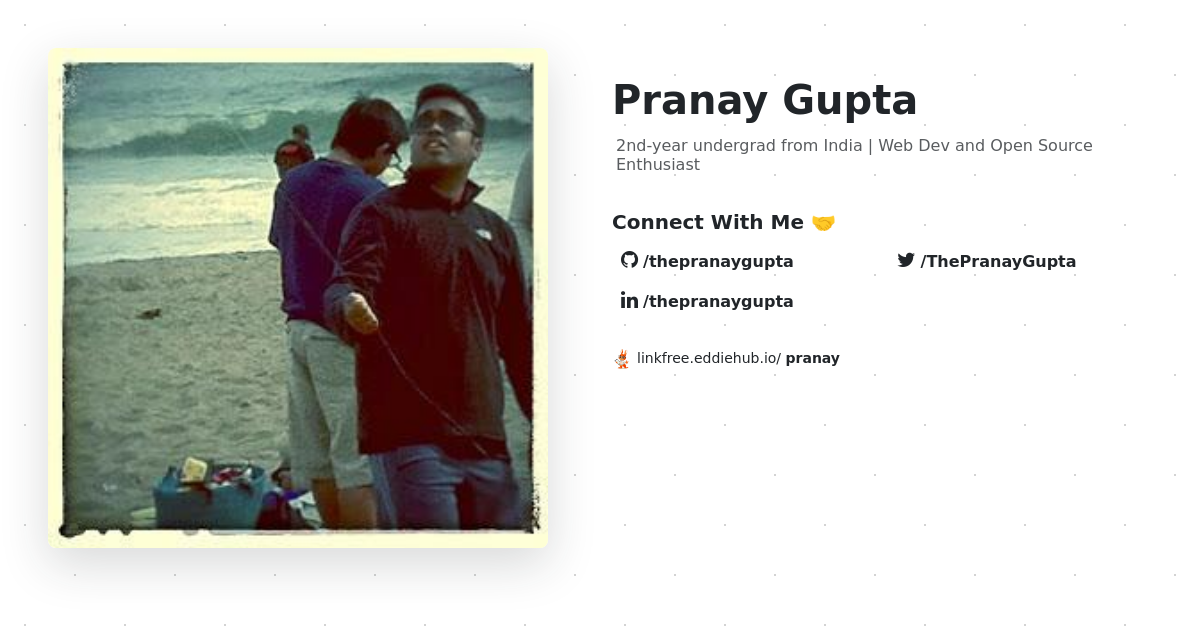 Pranay Gupta
2nd-year undergrad from India | Web Dev and Open Source
Enthusiast
Connect With Me 🤝
/thepranaygupta
/ThePranayGupta
/thepranaygupta
linkfree.eddiehub.io/ pranay